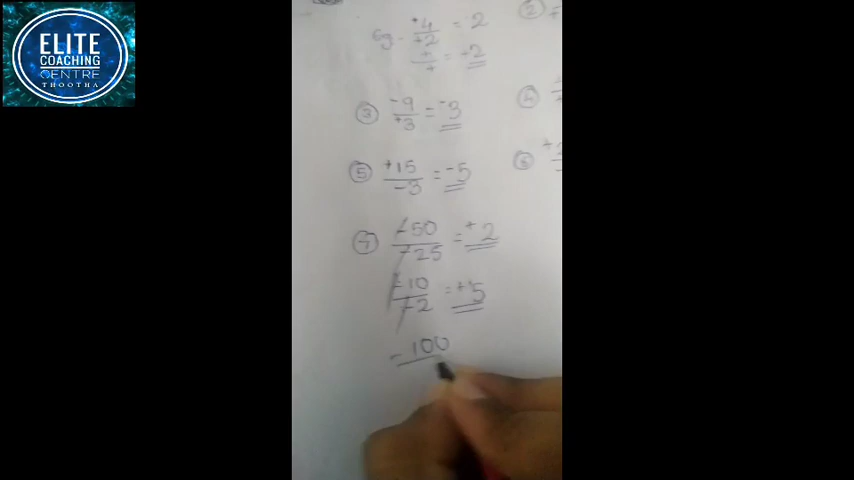 ELITE
COACHING
CENTRE
THOOTHA
Eg - +4/+2 = 2
+/+ = +2
②
③ -9/+3 = -3
④
⑤ +15/-3 = -5
⑥
⑦ -50/-25 = +2
-10/-2 = +5
-100